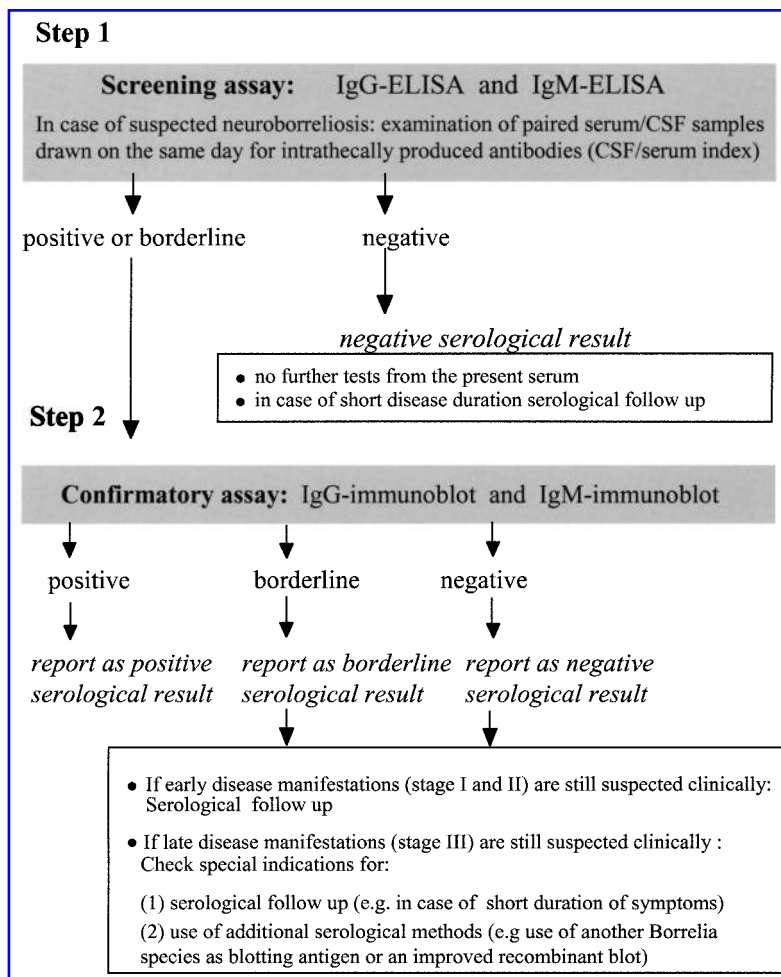 Step 1
Screening assay: IgG-ELISA and IgM-ELISA
In case of suspected neuroborreliosis: examination of paired serum/CSF samples
drawn on the same day for intrathecally produced antibodies (CSF/serum index)
positive or borderline
negative
negative serological result
• no further tests from the present serum
• in case of short disease duration serological follow up
Step 2
Confirmatory assay: IgG-immunoblot and IgM-immunoblot
positive
borderline
negative
report as positive
serological result
report as borderline
serological result
report as negative
serological result
• If early disease manifestations (stage I and II) are still suspected clinically:
Serological follow up
• If late disease manifestations (stage III) are still suspected clinically :
Check special indications for:
(1) serological follow up (e.g. in case of short duration of symptoms)
(2) use of additional serological methods (e.g use of another Borrelia
species as blotting antigen or an improved recombinant blot)